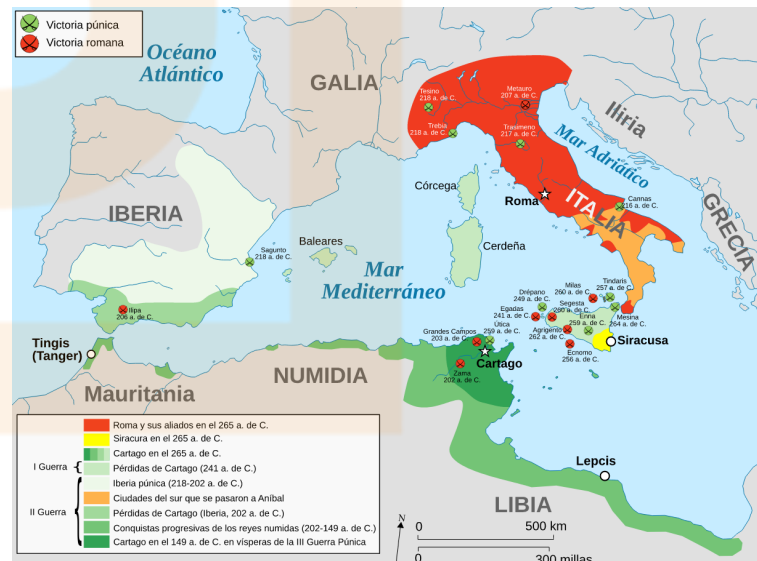 Victoria púnica
Victoria romana
Océano
Atlántico
GALIA
Tesino
218 a. de C.
Metauro
207 a. de C.
Trebia
218 a. de C.
Trasimeno
217 a. de C.
Iliria
Mar Adriático
Córcega
Roma
ITALIA
Cannas
216 a. de C.
GRECIA
IBERIA
Sagunto
218 a. de C.
Baleares
Cerdeña
Mar
Mediterráneo
Ilipa
206 a. de C.
Drépano
249 a. de C.
Milas
260 a. de C.
Tindaris
257 a. de C.
Egadas
241 a. de C.
Segesta
260 a. de C.
Enna
259 a. de C.
Mesina
264 a. de C.
Agrigento
262 a. de C.
Ecnomo
256 a. de C.
Siracusa
Grandes Campos
203 a. de C.
Útica
259 a. de C.
Cartago
Zama
202 a. de C.
Tingis
(Tanger)
Mauritania
NUMIDIA
Lepcis
LIBIA
Roma y sus aliados en el 265 a. de C.
Siracura en el 265 a. de C.
Cartago en el 265 a. de C.
I Guerra
Pérdidas de Cartago (241 a. de C.)
Iberia púnica (218-202 a. de C.)
II Guerra
Ciudades del sur que se pasaron a Aníbal
Pérdidas de Cartago (Iberia, 202 a. de C.)
Conquistas progresivas de los reyes numidas (202-149 a. de C.)
Cartago en el 149 a. de C. en vísperas de la III Guerra Púnica
N
0 500 km
0 300 millas